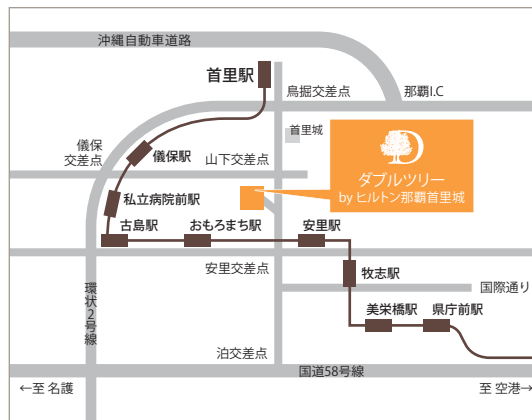 沖縄自動車道路
首里駅
鳥掘交差点
那覇I.C
首里城
儀保
交差点
儀保駅
山下交差点
D
ダブルツリー
by ヒルトン那覇首里城
私立病院前駅
古島駅
おもろまち駅
安里駅
安里交差点
牧志駅
国際通り
環状2号線
美栄橋駅
県庁前駅
泊交差点
国道58号線
←至 名護
至 空港→